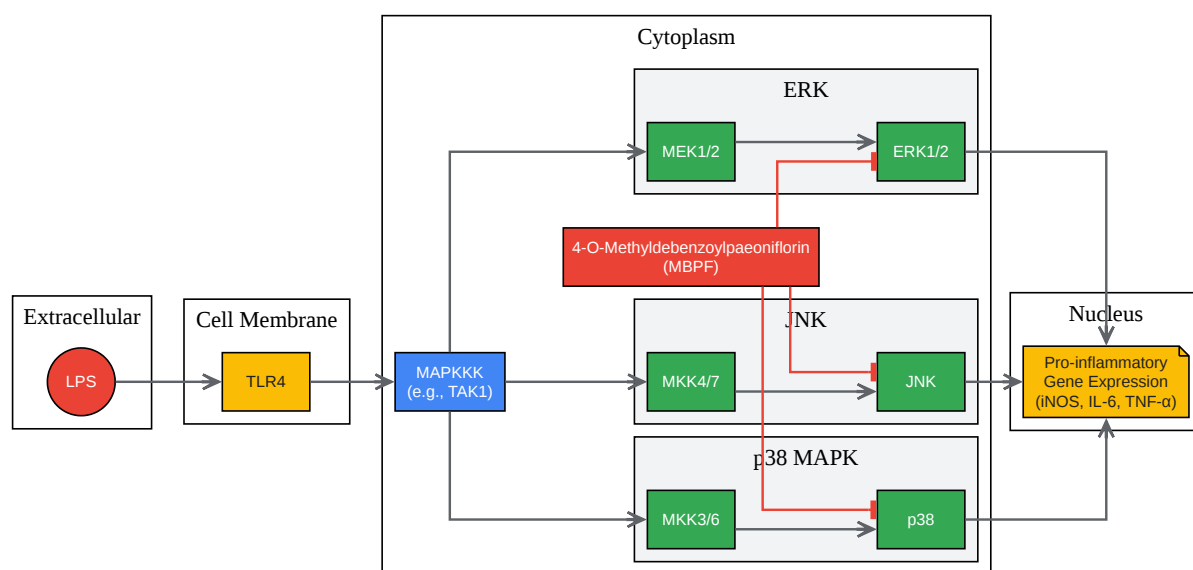 Cytoplasm
ERK
MEK1/2
ERK1/2
4-O-Methyldebenzoylpaeoniflorin
(MBPF)
Extracellular
LPS
Cell Membrane
TLR4
MAPKKK
(e.g., TAK1)
JNK
MKK4/7
JNK
Nucleus
Pro-inflammatory
Gene Expression
(iNOS, IL-6, TNF-α)
p38 MAPK
MKK3/6
p38